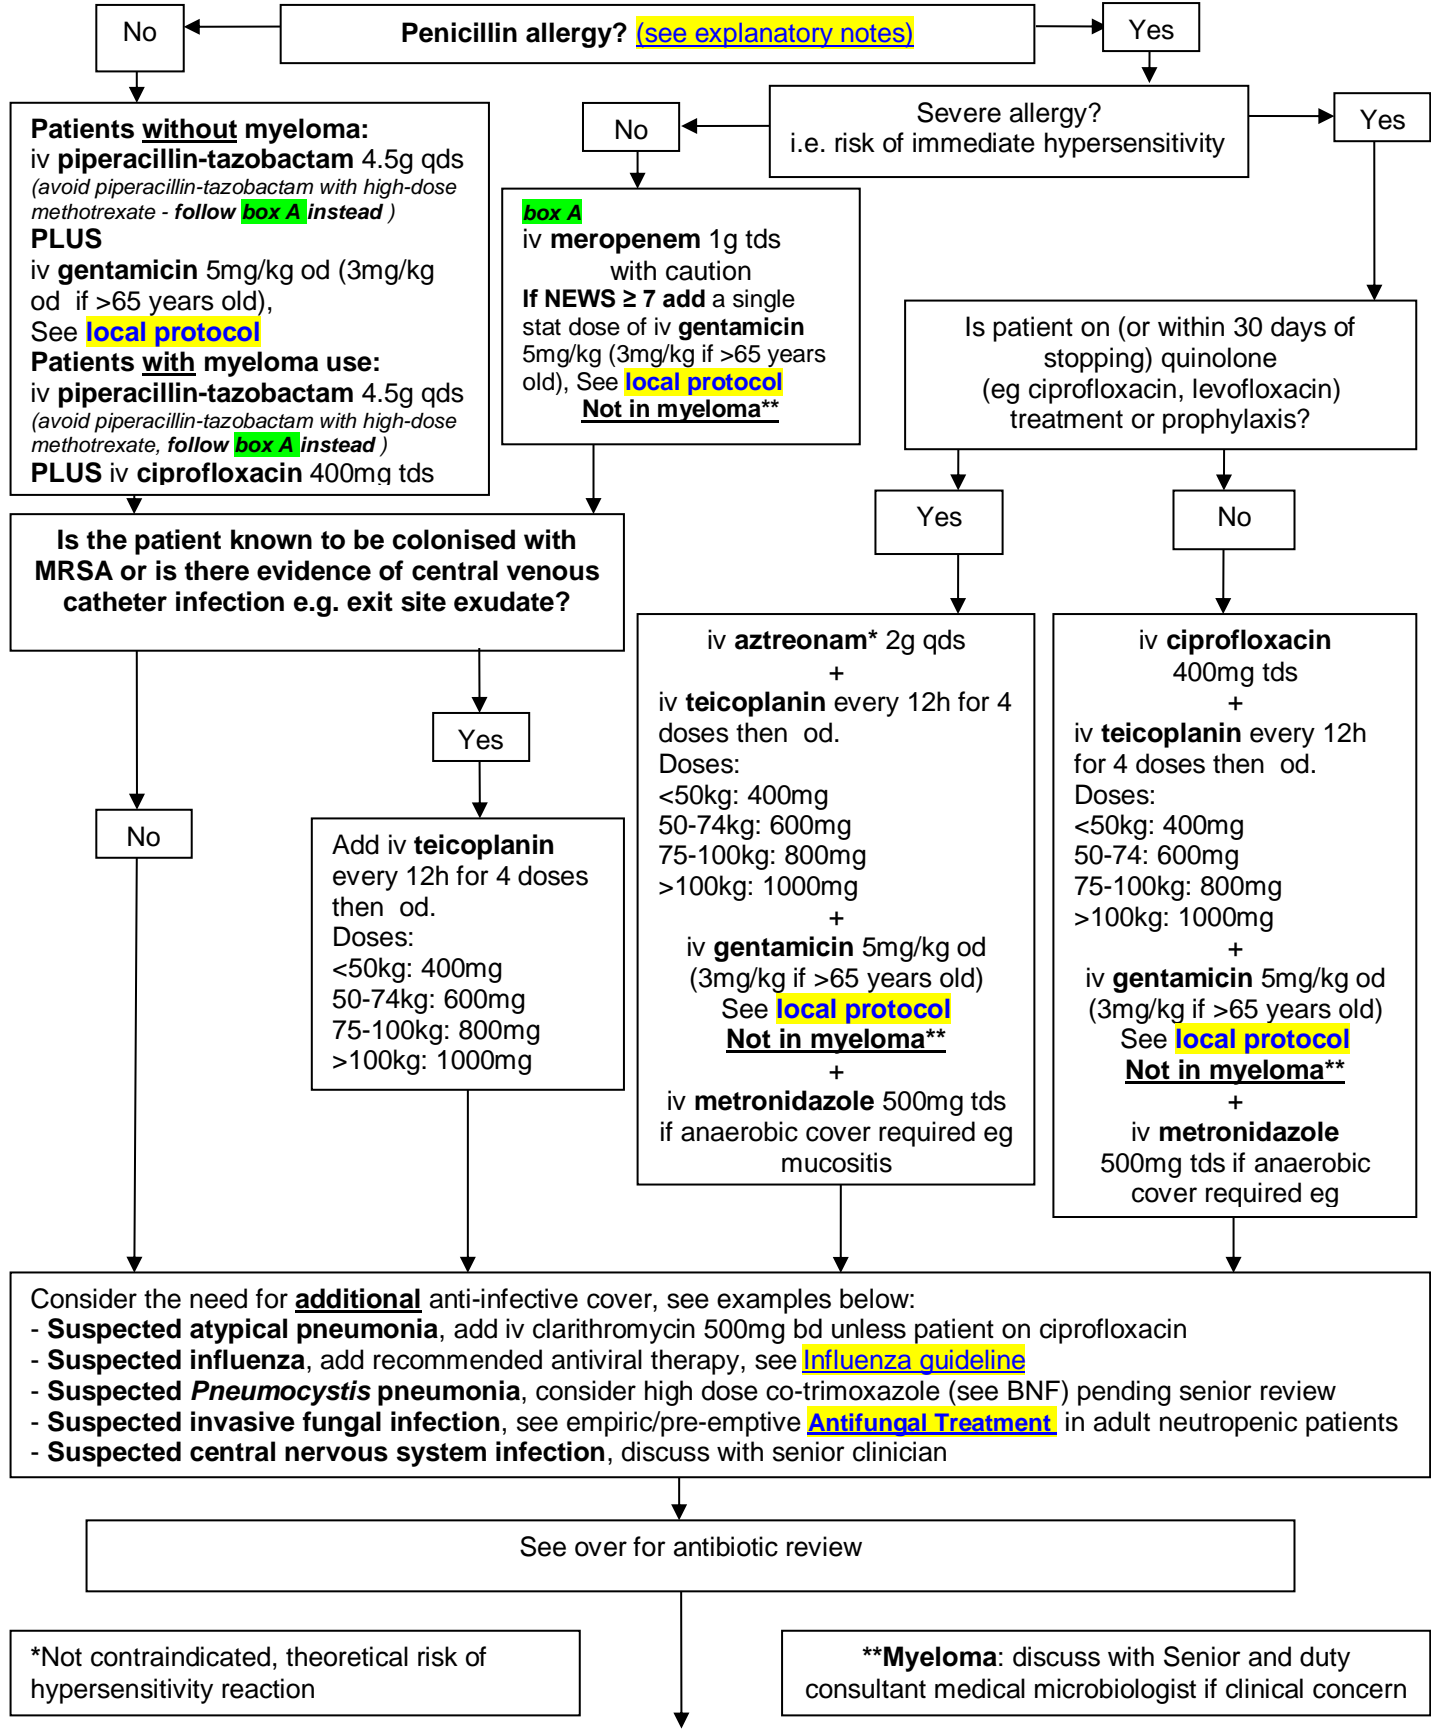 Penicillin allergy? (see explanatory notes)
No
Yes
Patients without myeloma:
iv piperacillin-tazobactam 4.5g qds
(avoid piperacillin-tazobactam with high-dose
methotrexate - follow box A instead )
PLUS
iv gentamicin 5mg/kg od (3mg/kg
od  if >65 years old),
See local protocol
Patients with myeloma use:
iv piperacillin-tazobactam 4.5g qds
(avoid piperacillin-tazobactam with high-dose
methotrexate, follow box A instead )
PLUS iv ciprofloxacin 400mg tds
Severe allergy?
i.e. risk of immediate hypersensitivity
No
Yes
box A
iv meropenem 1g tds
with caution
If NEWS ≥ 7 add a single
stat dose of iv gentamicin
5mg/kg (3mg/kg if >65 years
old), See local protocol
Not in myeloma**
Is patient on (or within 30 days of
stopping) quinolone
(eg ciprofloxacin, levofloxacin)
treatment or prophylaxis?
Yes
No
Is the patient known to be colonised with
MRSA or is there evidence of central venous
catheter infection e.g. exit site exudate?
No
Yes
Add iv teicoplanin
every 12h for 4 doses
then  od.
Doses:
<50kg: 400mg
50-74kg: 600mg
75-100kg: 800mg
>100kg: 1000mg
iv aztreonam* 2g qds
+
iv teicoplanin every 12h for 4
doses then  od.
Doses:
<50kg: 400mg
50-74kg: 600mg
75-100kg: 800mg
>100kg: 1000mg
+
iv gentamicin 5mg/kg od
(3mg/kg if >65 years old)
See local protocol
Not in myeloma**
+
iv metronidazole 500mg tds
if anaerobic cover required eg
mucositis
iv ciprofloxacin
400mg tds
+
iv teicoplanin every 12h
for 4 doses then  od.
Doses:
<50kg: 400mg
50-74: 600mg
75-100kg: 800mg
>100kg: 1000mg
+
iv gentamicin 5mg/kg od
(3mg/kg if >65 years old)
See local protocol
Not in myeloma**
+
iv metronidazole
500mg tds if anaerobic
cover required eg
Consider the need for additional anti-infective cover, see examples below:
- Suspected atypical pneumonia, add iv clarithromycin 500mg bd unless patient on ciprofloxacin
- Suspected influenza, add recommended antiviral therapy, see Influenza guideline
- Suspected Pneumocystis pneumonia, consider high dose co-trimoxazole (see BNF) pending senior review
- Suspected invasive fungal infection, see empiric/pre-emptive Antifungal Treatment in adult neutropenic patients
- Suspected central nervous system infection, discuss with senior clinician
See over for antibiotic review
*Not contraindicated, theoretical risk of
hypersensitivity reaction
**Myeloma: discuss with Senior and duty
consultant medical microbiologist if clinical concern